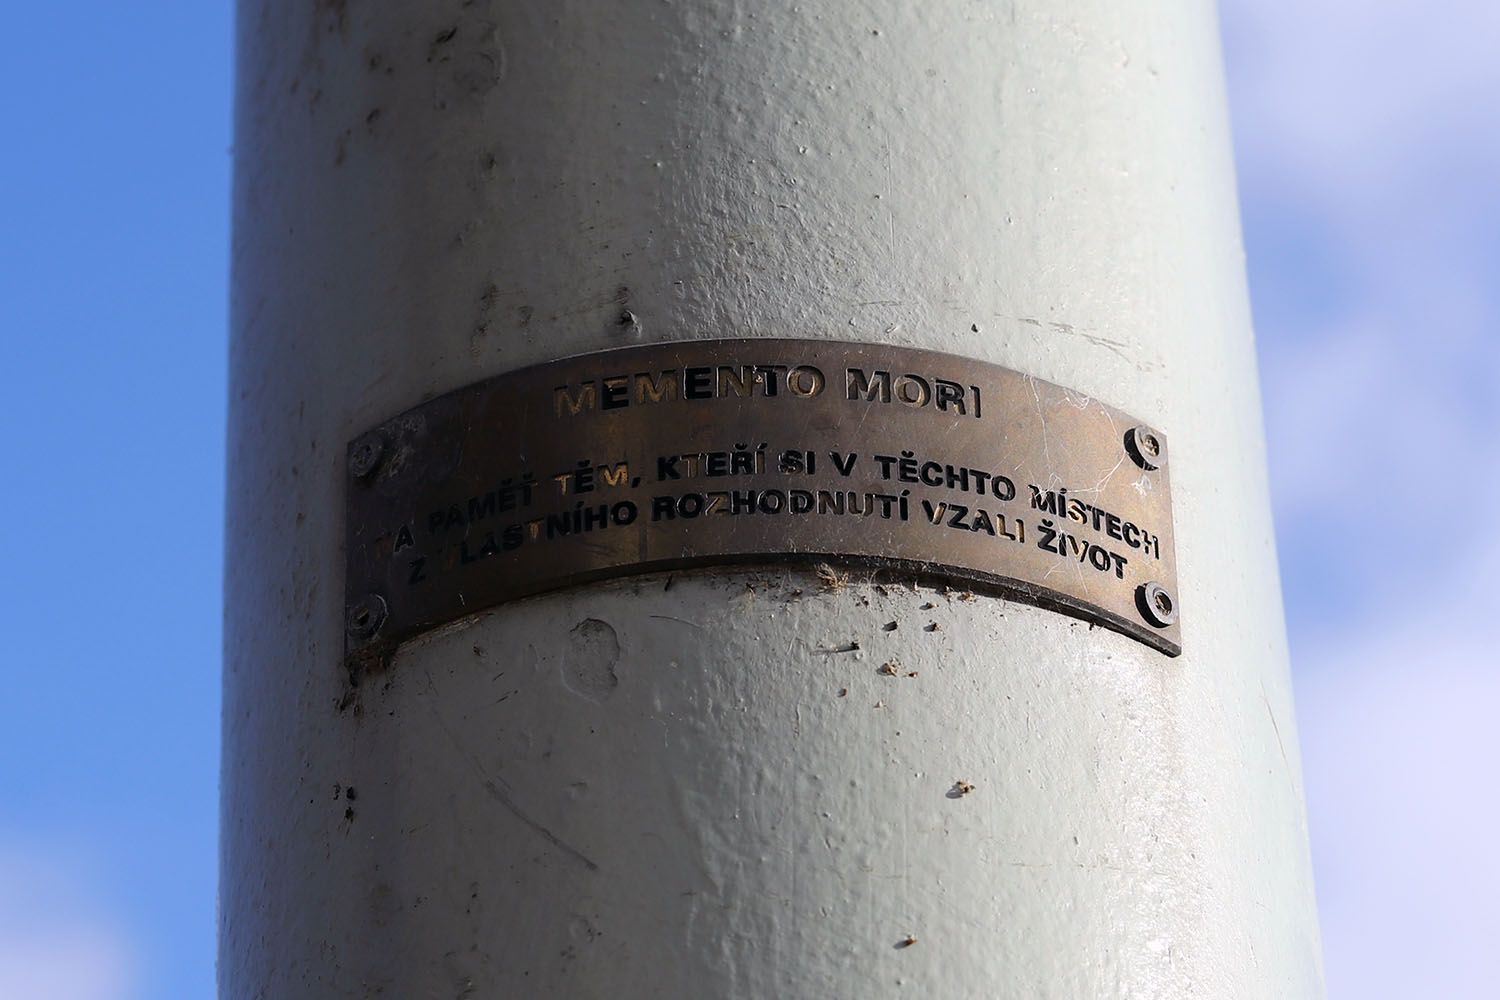 MEMENTO MORI
NA PAMĚŤ TĚM, KTEŘÍ SI V TĚCHTO MÍSTECH
Z VLASTNÍHO ROZHODNUTÍ VZALI ŽIVOT